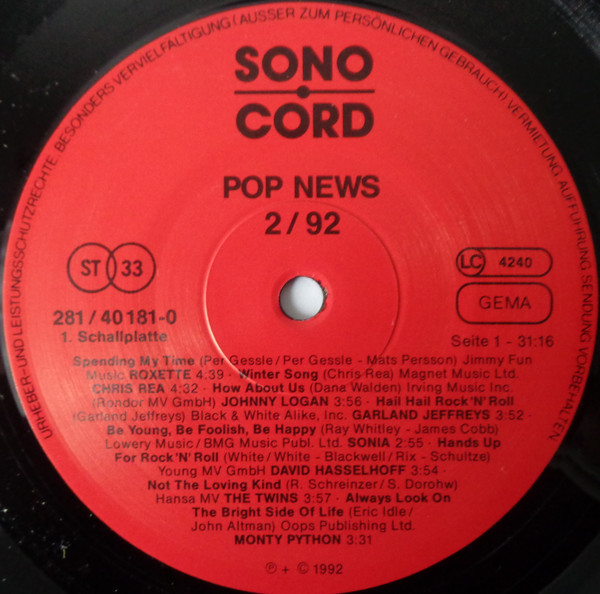 URHEBER- UND LEISTUNGSSCHUTZRECHTE. BESONDERS VERVIELFÄLTIGUNG (AUSSER ZUM PERSÖNLICHEN GEBRAUCH) VERMIETUNG AUFFÜHRUNG SENDUNG VORBEHALTEN
SONO
CORD
POP NEWS
2/92
ST 33
LC 4240
GEMA
281/40181-0
1. Schallplatte
Seite 1 - 31:16
Spending My Time (Per Gessle/Per Gessle - Mats Persson) Jimmy Fun
Music ROXETTE 4:39 · Winter Song (Chris Rea) Magnet Music Ltd.
CHRIS REA 4:32 · How About Us (Dana Walden) Irving Music Inc.
(Rondor MV GmbH) JOHNNY LOGAN 3:56 · Hail Hail Rock'N'Roll
(Garland Jeffreys) Black & White Alike, Inc. GARLAND JEFFREYS 3:52 ·
Be Young, Be Foolish, Be Happy (Ray Whitley - James Cobb)
Lowery Music/BMG Music Publ. Ltd. SONIA 2:55 · Hands Up
For Rock'N'Roll (White/White - Blackwell/Rix - Schultze)
Young MV GmbH DAVID HASSELHOFF 3:54 ·
Not The Loving Kind (R. Schreinzer/S. Dorohw)
Hansa MV THE TWINS 3:57 · Always Look On
The Bright Side Of Life (Eric Idle/
John Altman) Oops Publishing Ltd.
MONTY PYTHON 3:31
℗ + © 1992